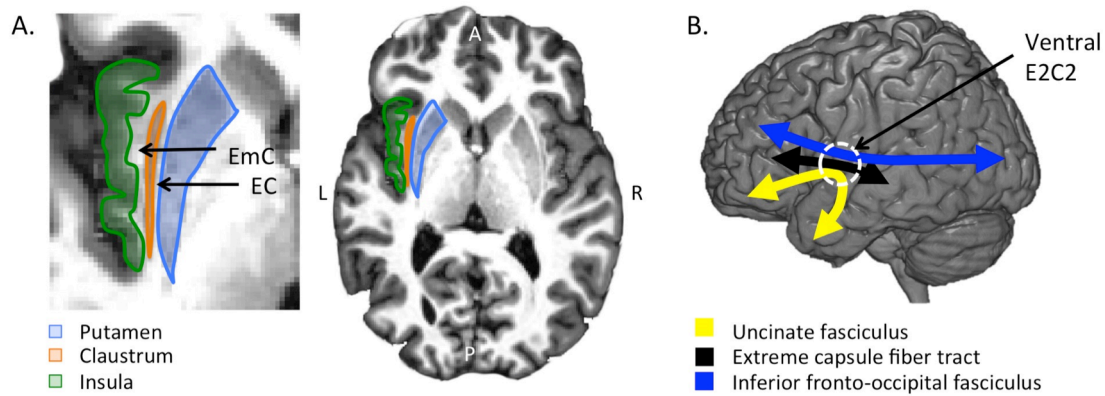 A.
EmC
EC
Putamen
Claustrum
Insula
A
L
R
P
B.
Ventral
E2C2
Uncinate fasciculus
Extreme capsule fiber tract
Inferior fronto-occipital fasciculus